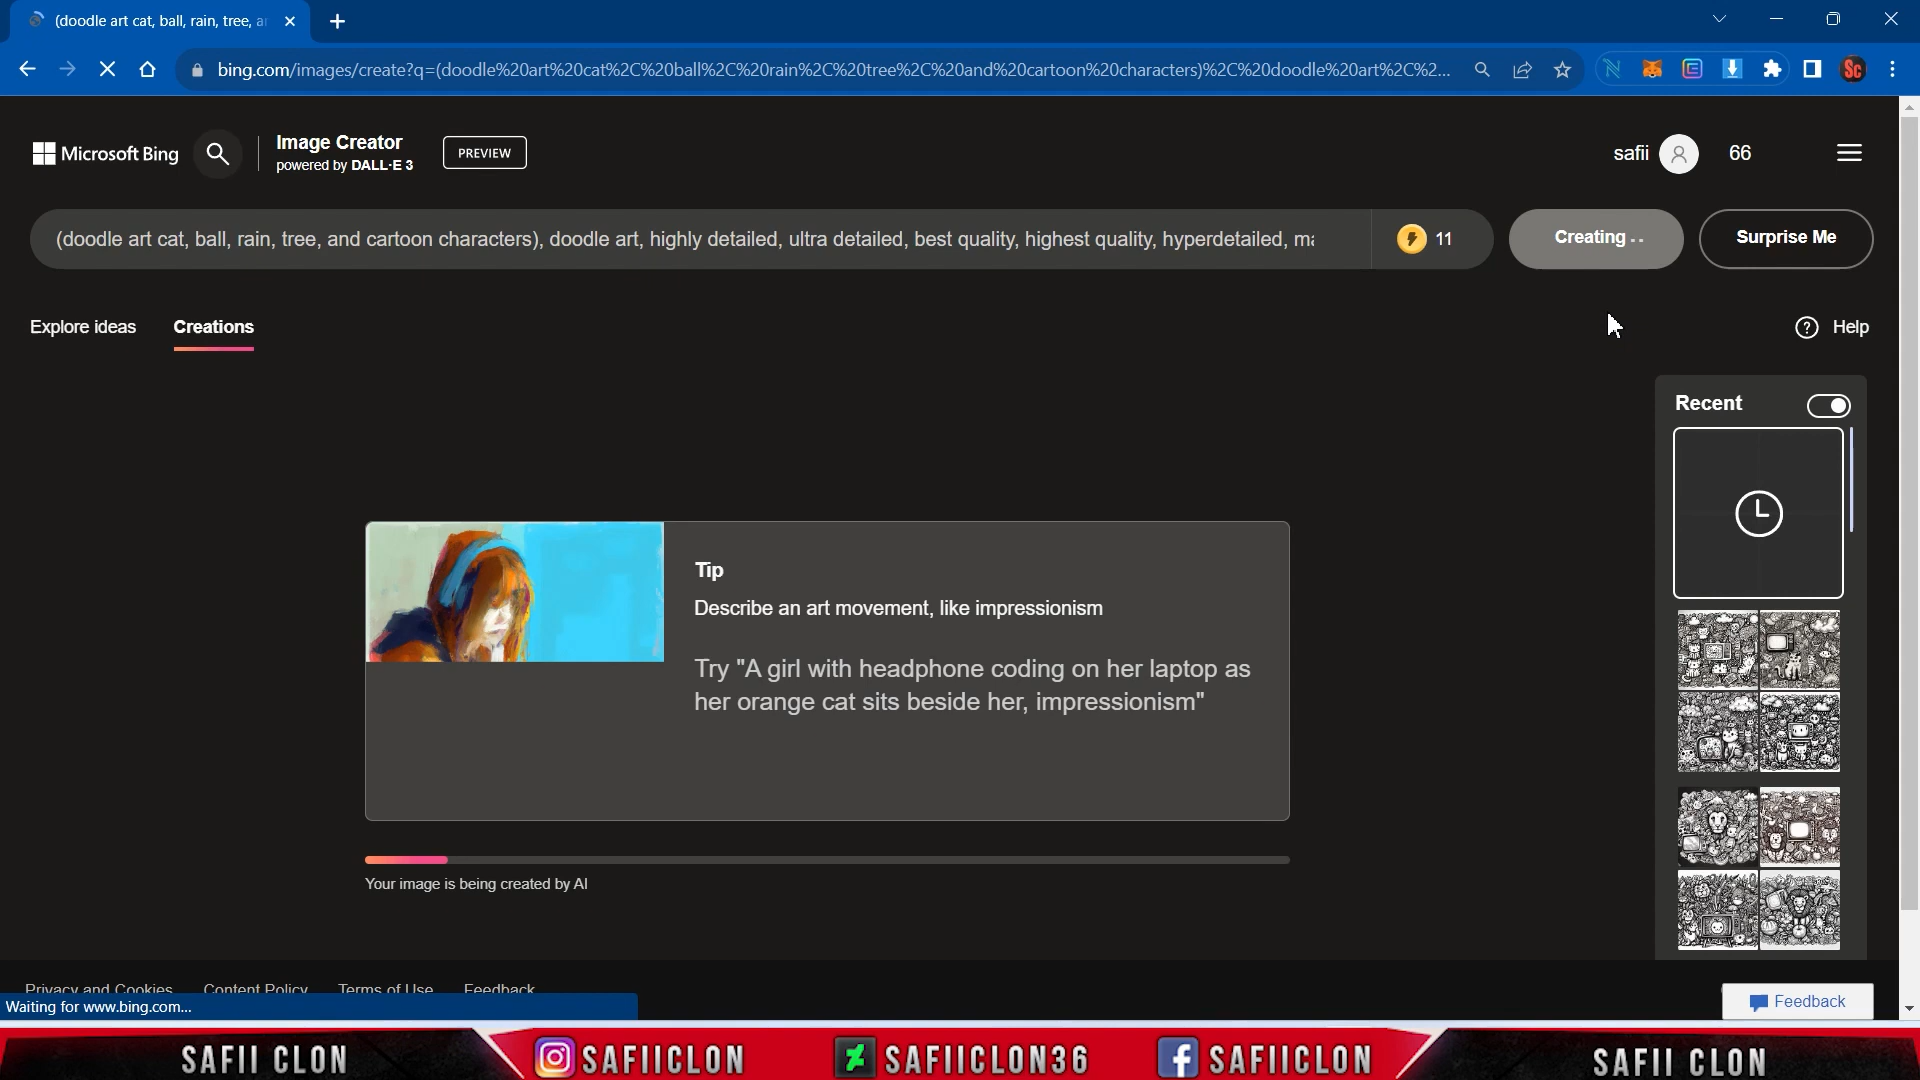 (doodle art cat, ball, rain, tree, a
bing.com/images/create?q=(doodle%20art%20cat%2C%20ball%2C%20rain%2C%20tree%2C%20and%20cartoon%20characters)%2C%20doodle%20art%2C%2...
Sc
Microsoft Bing
Image Creator
powered by DALL·E 3
PREVIEW
safii
66
(doodle art cat, ball, rain, tree, and cartoon characters), doodle art, highly detailed, ultra detailed, best quality, highest quality, hyperdetailed, ma
11
Creating . .
Surprise Me
Explore ideas
Creations
Help
Recent
Tip
Describe an art movement, like impressionism
Try "A girl with headphone coding on her laptop as
her orange cat sits beside her, impressionism"
Your image is being created by AI
Privacy and Cookies
Content Policy
Terms of Use
Feedback
Waiting for www.bing.com...
Feedback
SAFII CLON
SAFIICLON
SAFIICLON36
SAFIICLON
SAFII CLON